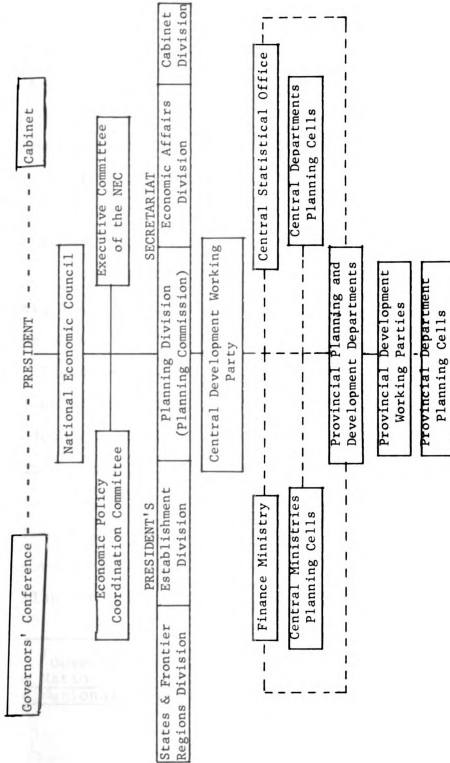 Governors' Conference
PRESIDENT
Cabinet
National Economic Council
Economic Policy
Coordination Committee
Executive Committee
of the NEC
PRESIDENT'S
SECRETARIAT
States & Frontier
Regions Division
Establishment
Division
Planning Division
(Planning Commission)
Economic Affairs
Division
Cabinet
Division
Central Development Working
Party
Finance Ministry
Central Statistical Office
Central Ministries
Planning Cells
Central Departments
Planning Cells
Provincial Planning and
Development Departments
Provincial Development
Working Parties
Provincial Department
Planning Cells